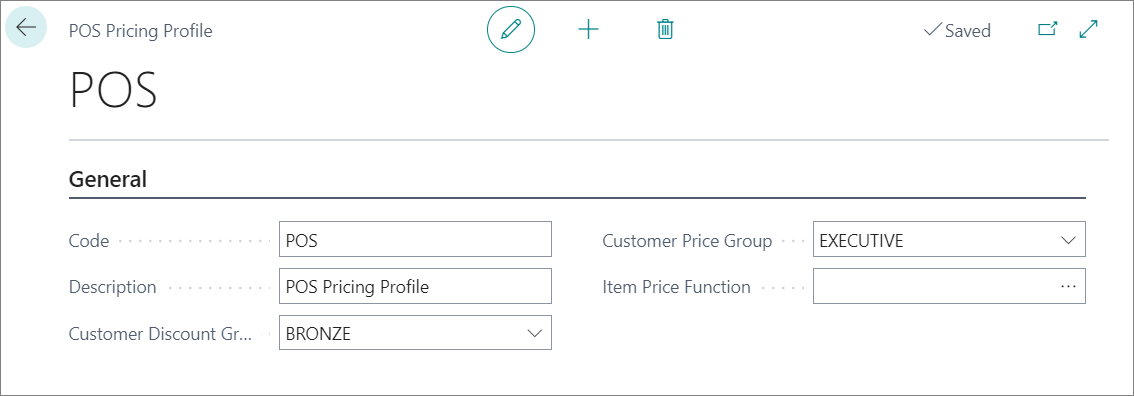 POS Pricing Profile
Saved
POS
General
Code POS
Customer Price Group EXECUTIVE
Description POS Pricing Profile
Item Price Function ...
Customer Discount Gr... BRONZE